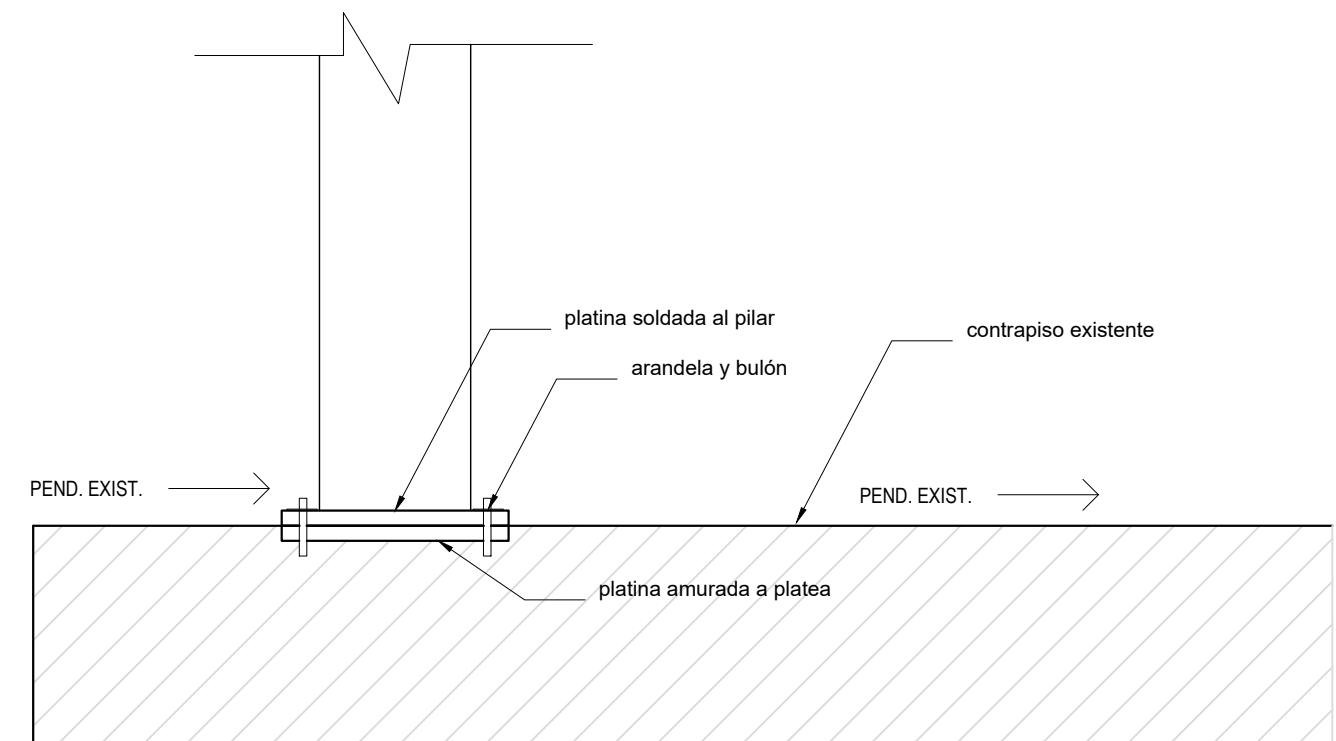 platina soldada al pilar
contrapiso existente
arandela y bulón
PEND. EXIST.
PEND. EXIST.
platina amurada a platea